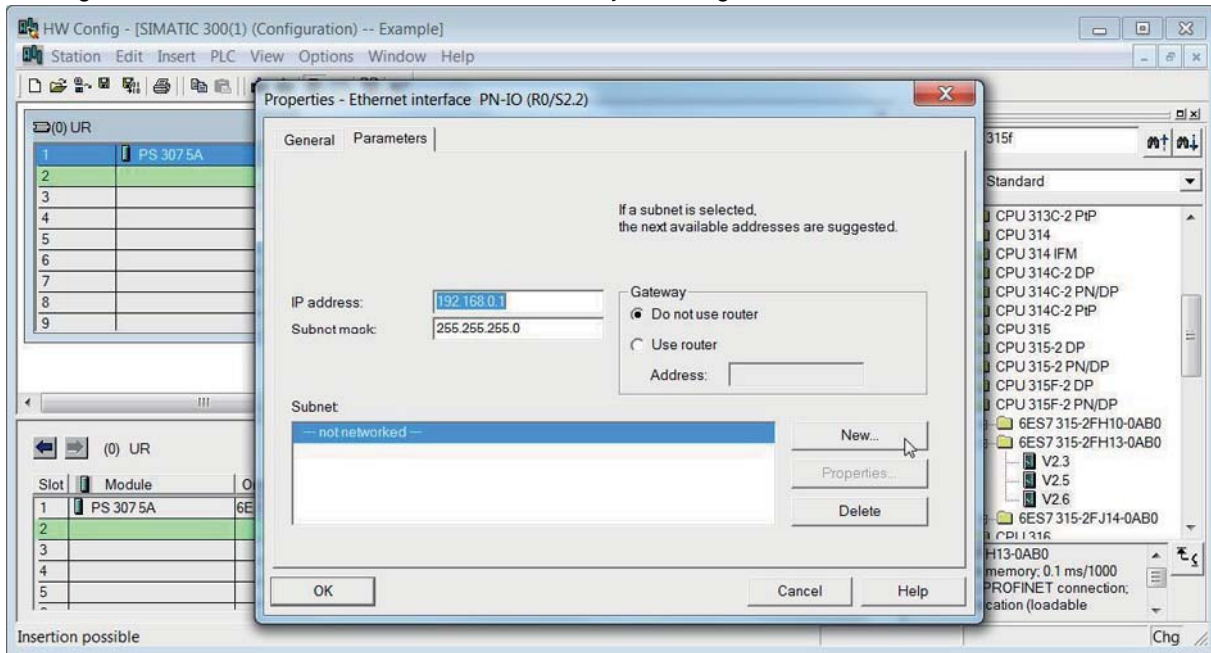 HW Config - [SIMATIC 300(1) (Configuration) -- Example]
Station Edit Insert PLC View Options Window Help
(0) UR
1 PS 307 5A
2
3
4
5
6
7
8
9
Properties - Ethernet interface PN-IO (R0/S2.2)
General Parameters
If a subnet is selected,
the next available addresses are suggested.
IP address: 192.168.0.1
Subnet mask: 255.255.255.0
Gateway
Do not use router
Use router
Address:
Subnet:
--- not networked ---
New...
Properties...
Delete
OK Cancel Help
315f
Standard
CPU 313C-2 PtP
CPU 314
CPU 314 IFM
CPU 314C-2 DP
CPU 314C-2 PN/DP
CPU 314C-2 PtP
CPU 315
CPU 315-2 DP
CPU 315-2 PN/DP
CPU 315F-2 DP
CPU 315F-2 PN/DP
6ES7 315-2FH10-0AB0
6ES7 315-2FH13-0AB0
V2.3
V2.5
V2.6
6ES7 315-2FJ14-0AB0
CPU 316
H13-0AB0
memory; 0.1 ms/1000
PROFINET connection;
cation (loadable
(0) UR
Slot Module O
1 PS 307 5A 6E
2
3
4
5
Insertion possible Chg